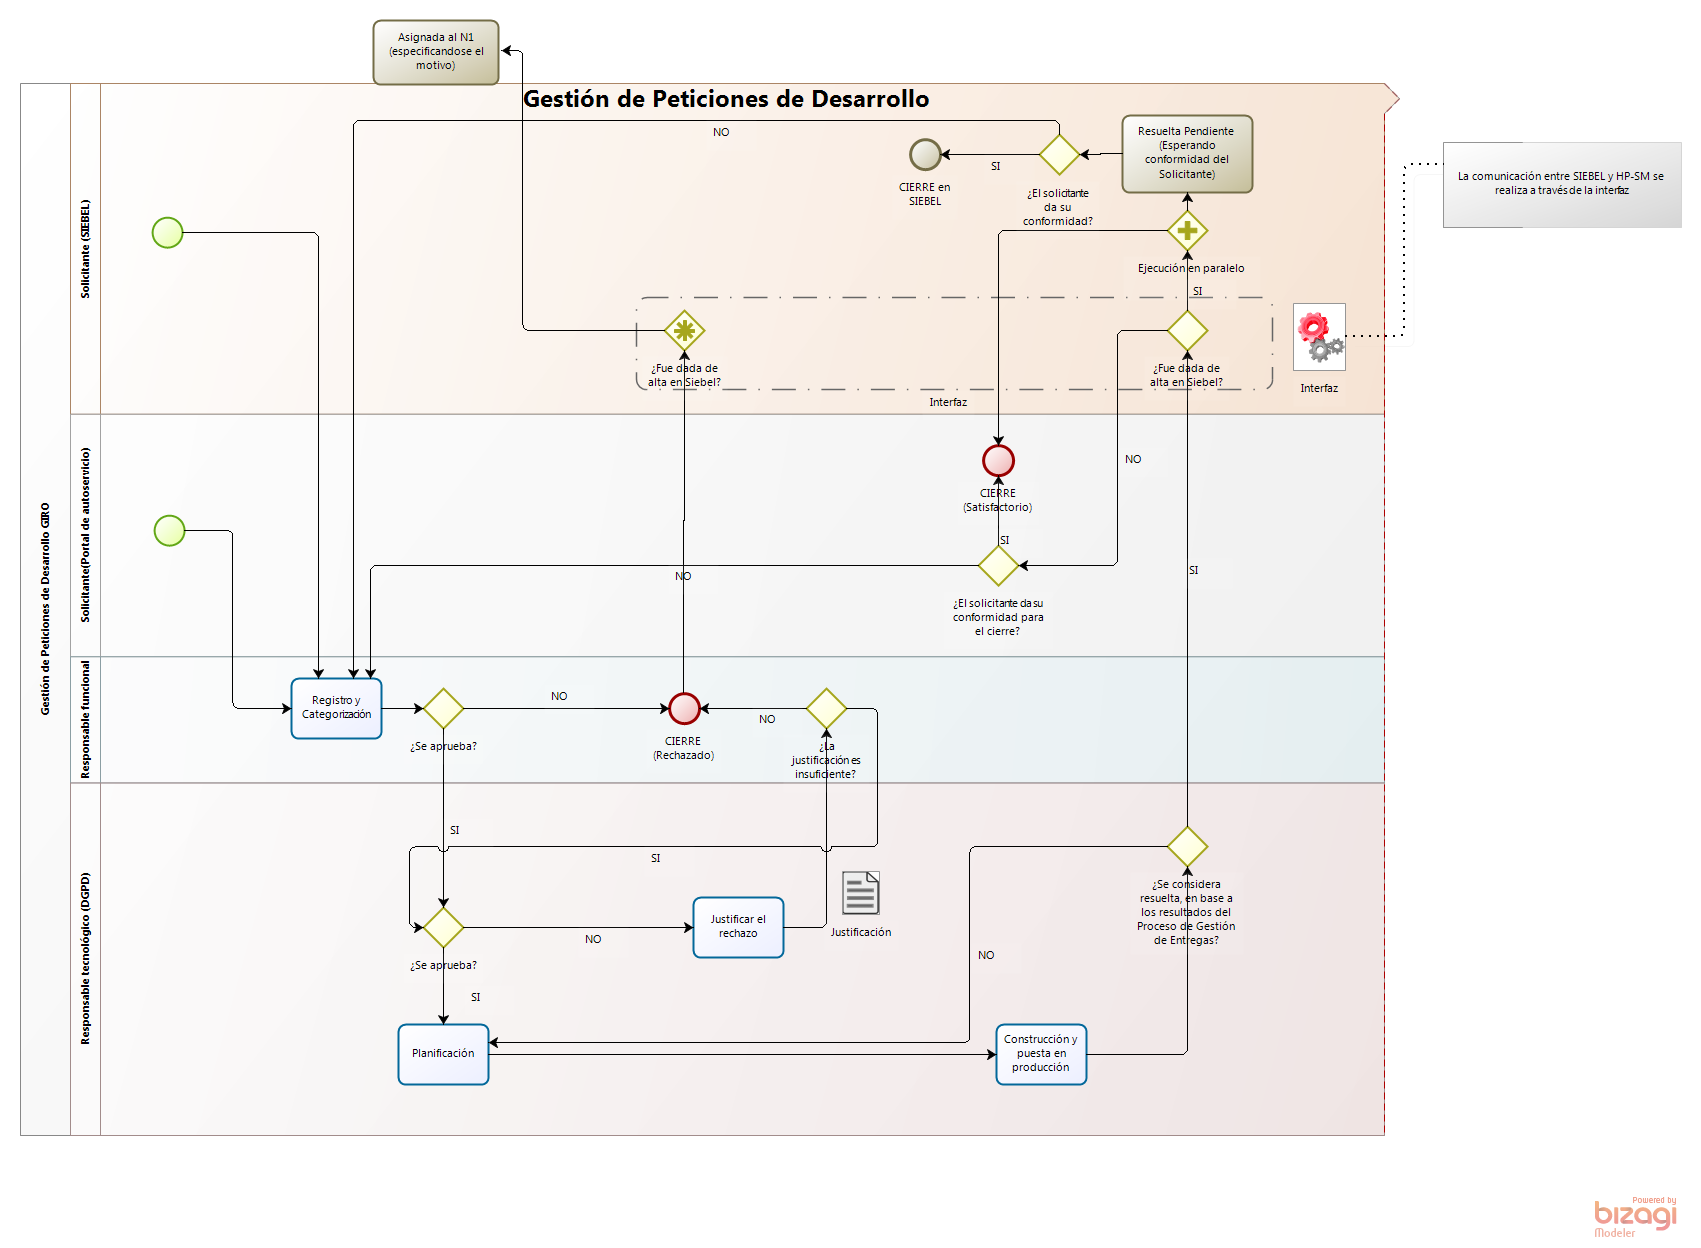 Asignada al N1
(especificandose el
motivo)
Gestión de Peticiones de Desarrollo
NO
Resuelta Pendiente
(Esperando
conformidad del
Solicitante)
SI
CIERRE en
SIEBEL
¿El solicitante
da su
conformidad?
La comunicación entre SIEBEL y HP-SM se
realiza a través de la interfaz
Solicitante (SIEBEL)
Ejecución en paralelo
SI
¿Fue dada de
alta en Siebel?
¿Fue dada de
alta en Siebel?
Interfaz
Interfaz
Gestión de Peticiones de Desarrollo GIRO
Solicitante(Portal de autoservicio)
NO
CIERRE
(Satisfactorio)
SI
NO
SI
¿El solicitante da su
conformidad para
el cierre?
Responsable funcional
Registro y
Categorización
¿Se aprueba?
NO
CIERRE
(Rechazado)
NO
¿La
justificación es
insuficiente?
Responsable tecnológico (DGPD)
SI
SI
¿Se aprueba?
NO
Justificar el
rechazo
Justificación
¿Se considera
resuelta, en base a
los resultados del
Proceso de Gestión
de Entregas?
NO
SI
Planificación
Construcción y
puesta en
producción
Powered by
bizagi
Modeler